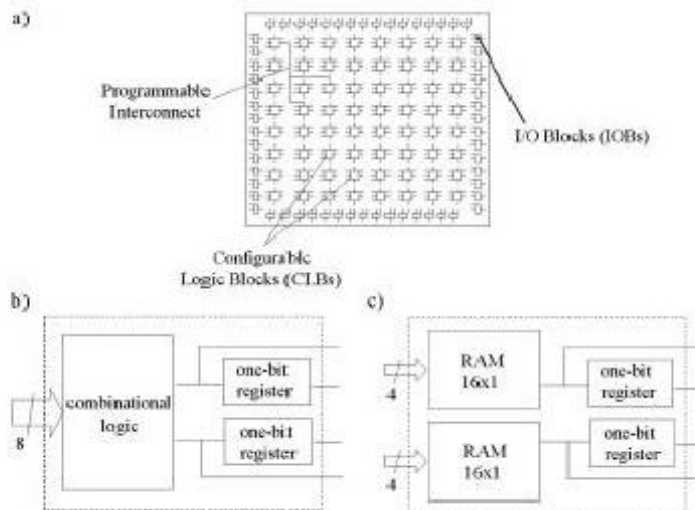 a)
Programmable
Interconnect
I/O Blocks (IOBs)
Configurable
Logic Blocks (CLBs)
b)
8
combinational
logic
one-bit
register
one-bit
register
c)
4
RAM
16x1
one-bit
register
4
RAM
16x1
one-bit
register